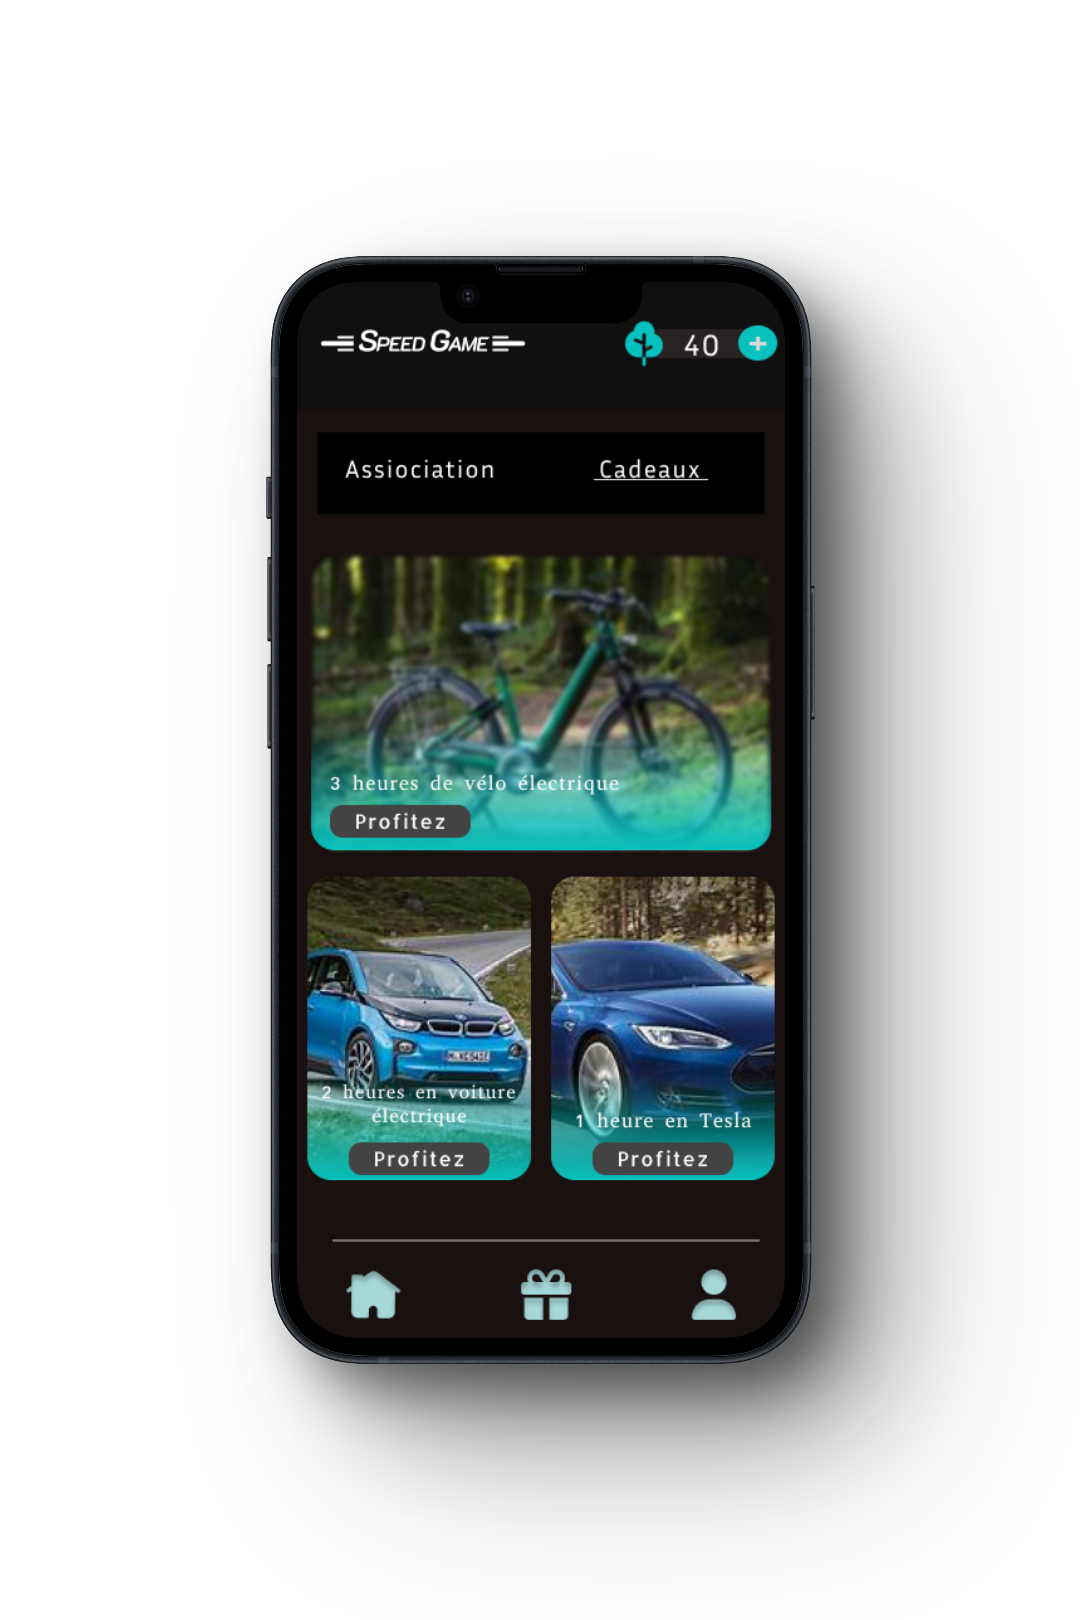 SPEED GAME
40
Assiociation
Cadeaux
3 heures de vélo électrique
Profitez
2 heures en voiture
électrique
Profitez
1 heure en Tesla
Profitez